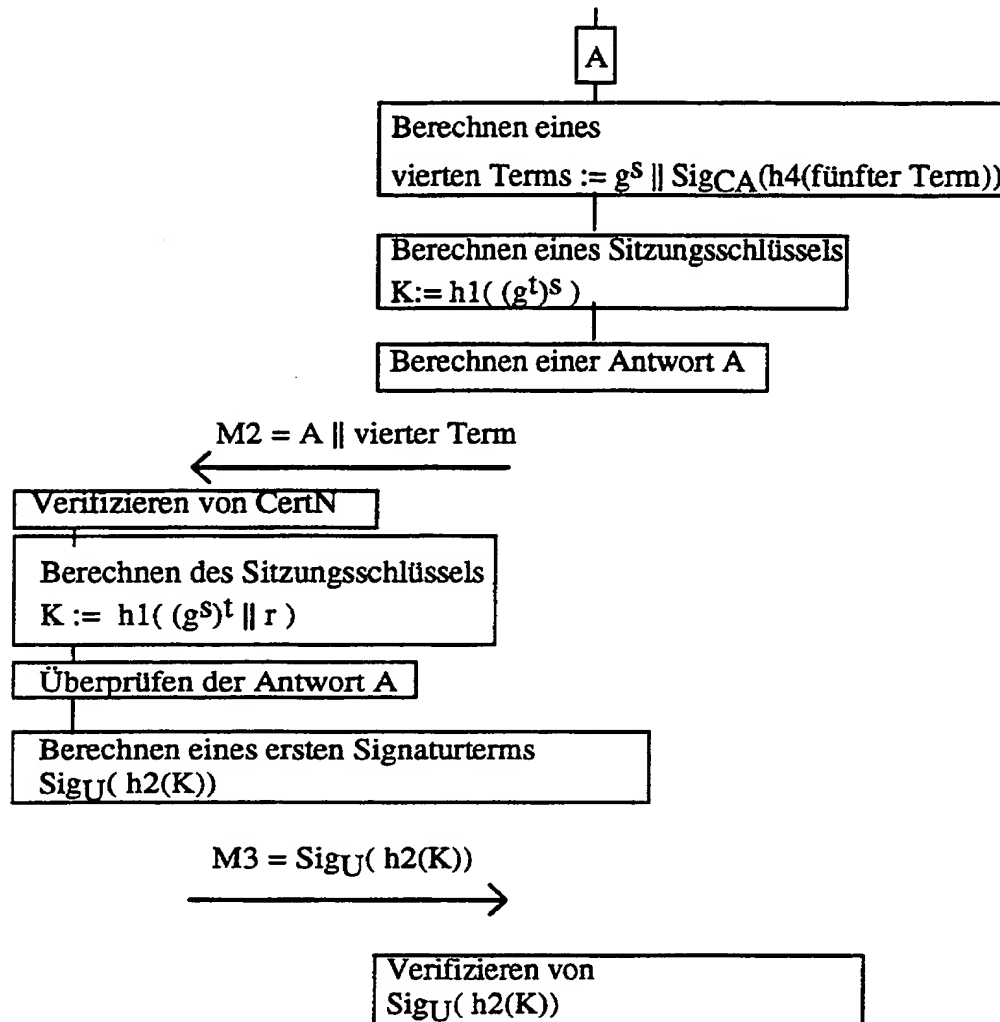 A
Berechnen eines
vierten Terms := g^s || Sig_CA(h4(fünfter Term))
Berechnen eines Sitzungsschlüssels
K:= h1( (g^t)^s )
Berechnen einer Antwort A
M2 = A || vierter Term
Verifizieren von CertN
Berechnen des Sitzungsschlüssels
K := h1( (g^s)^t || r )
Überprüfen der Antwort A
Berechnen eines ersten Signaturterms
Sig_U( h2(K))
M3 = Sig_U( h2(K))
Verifizieren von
Sig_U( h2(K))